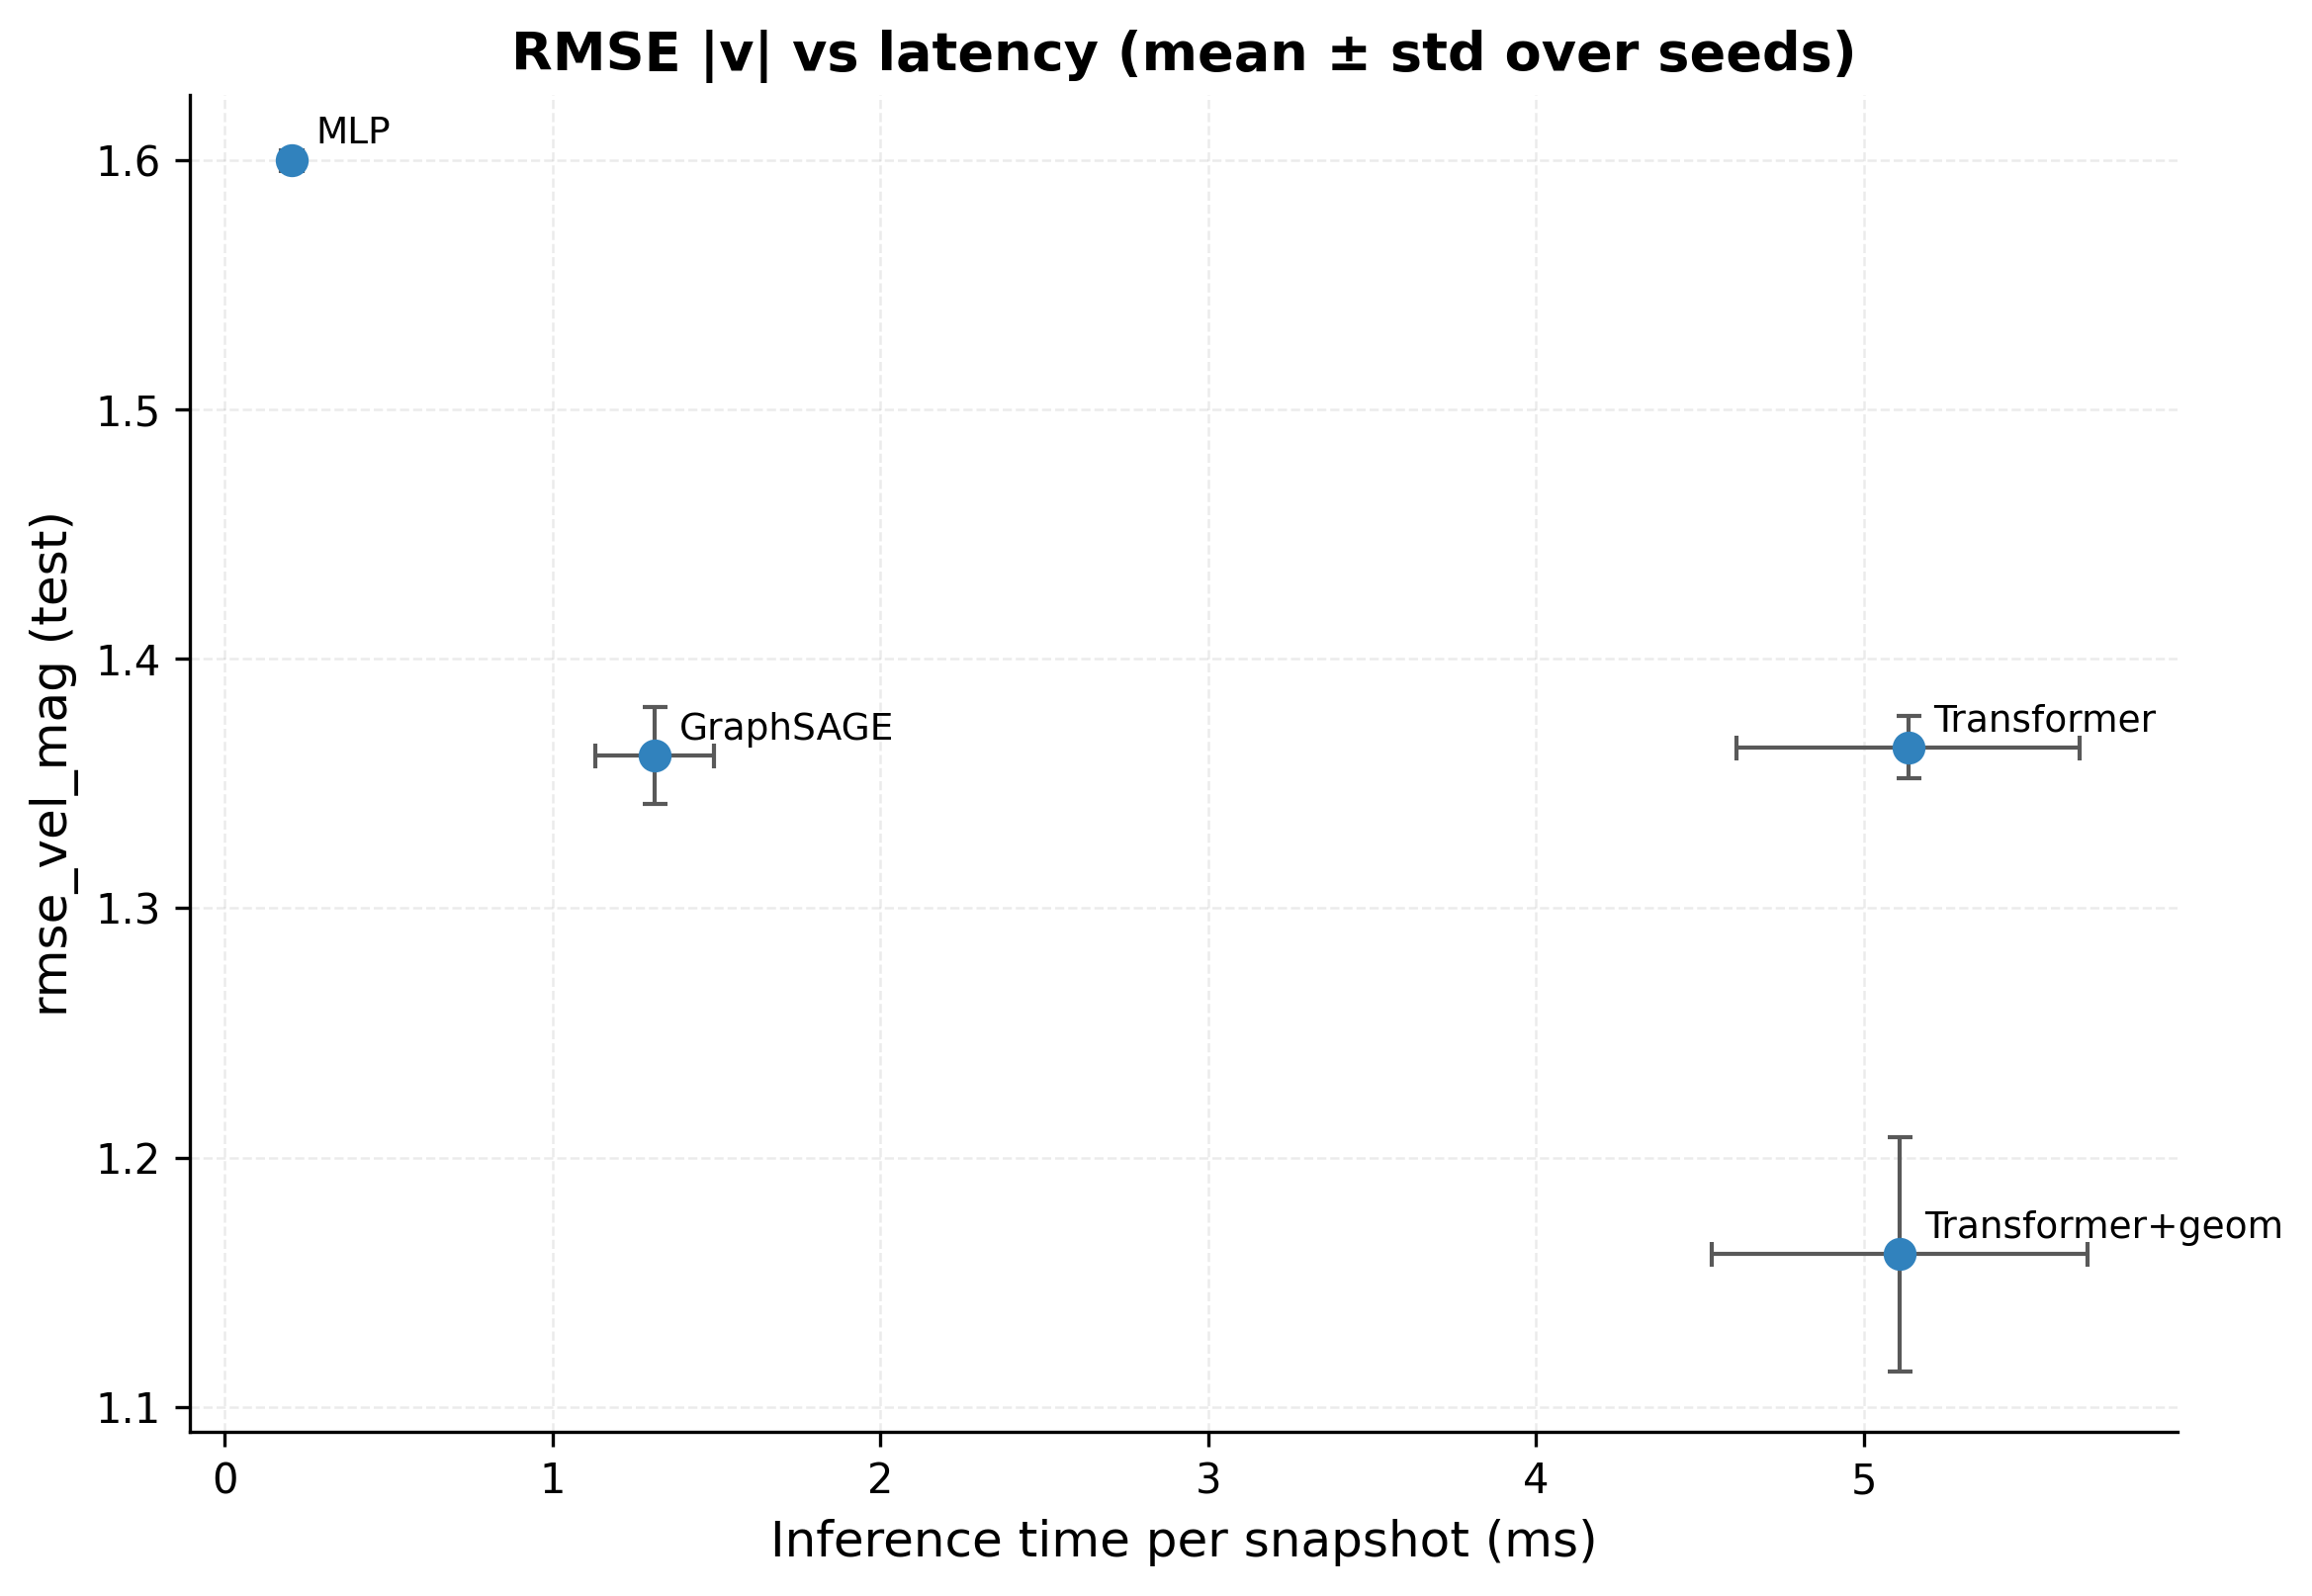 RMSE |v| vs latency (mean ± std over seeds)
MLP
1.6
1.5
1.4
1.3
1.2
1.1
rmse_vel_mag (test)
GraphSAGE
Transformer
Transformer+geom
0 1 2 3 4 5
Inference time per snapshot (ms)